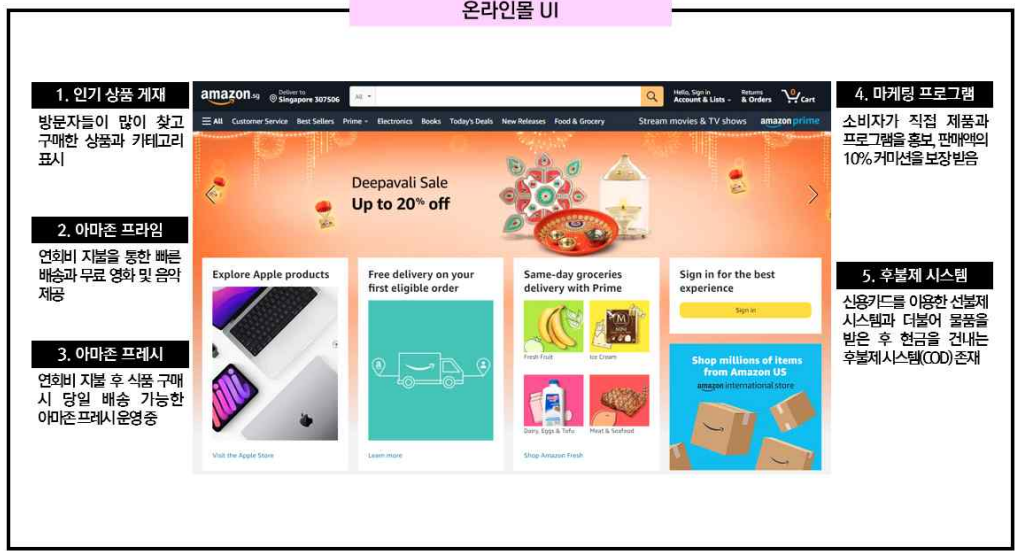 온라인몰 UI
1. 인기 상품 게재
방문자들이 많이 찾고
구매한 상품과 카테고리
표시
2. 아마존 프라임
연회비 지불을 통한 빠른
배송과 무료 영화 및 음악
제공
3. 아마존 프레시
연회비 지불 후 식품 구매
시 당일 배송 가능한
아마존 프레시 운영 중
amazon.sg
Deliver to
Singapore 307506
All
Hello, Sign in
Account & Lists
Returns
& Orders
0
Cart
All Customer Service Best Sellers Prime Electronics Books Today's Deals New Releases Food & Grocery
Stream movies & TV shows amazon prime
Deepavali Sale
Up to 20% off
Explore Apple products
Visit the Apple Store
Free delivery on your
first eligible order
Learn more
Same-day groceries
delivery with Prime
Fresh Fruit
Ice Cream
Dairy, Eggs & Tofu
Meat & Seafood
Shop Amazon Fresh
Sign in for the best
experience
Sign in
Shop millions of items
from Amazon US
amazon international store
4. 마케팅 프로그램
소비자가 직접 제품과
프로그램을 홍보, 판매액의
10% 커미션을 보장 받음
5. 후불제 시스템
신용카드를 이용한 선불제
시스템과 더불어 물품을
받은 후 현금을 건내는
후불제 시스템(COD) 존재